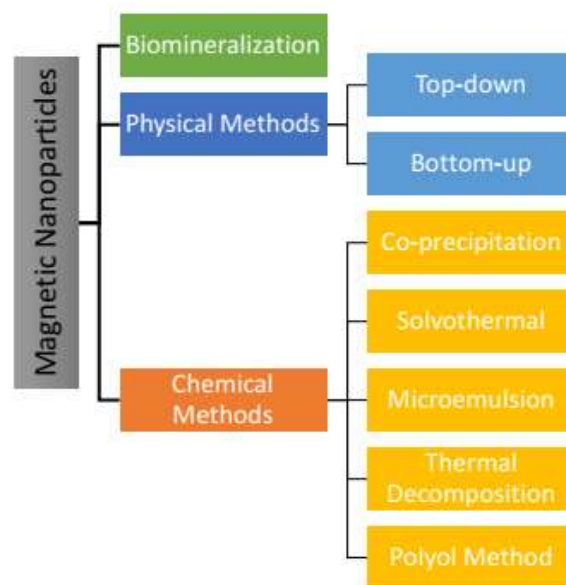 Magnetic Nanoparticles
Biomineralization
Physical Methods
Top-down
Bottom-up
Chemical
Methods
Co-precipitation
Solvothermal
Microemulsion
Thermal
Decomposition
Polyol Method